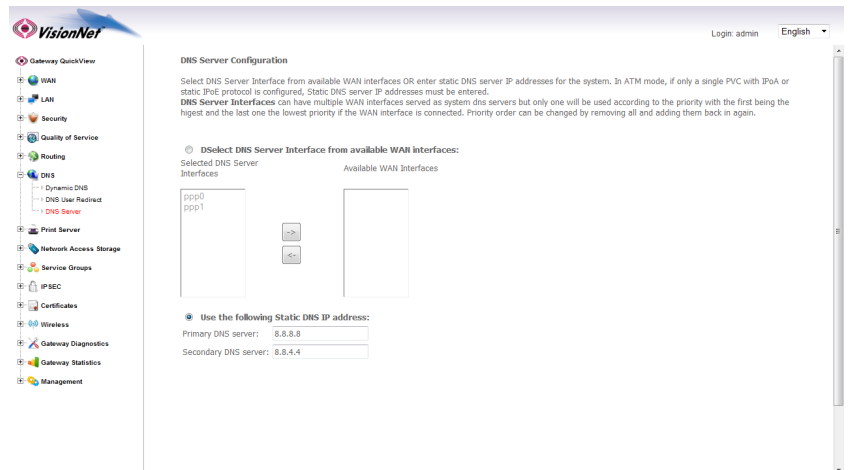 VisionNet
Login: admin
English
Gateway QuickView
WAN
LAN
Security
Quality of Service
Routing
DNS
Dynamic DNS
DNS User Redirect
DNS Server
Print Server
Network Access Storage
Service Groups
IPSEC
Certificates
Wireless
Gateway Diagnostics
Gateway Statistics
Management
DNS Server Configuration
Select DNS Server Interface from available WAN interfaces OR enter static DNS server IP addresses for the system. In ATM mode, if only a single PVC with IPoA or
static IPoE protocol is configured, Static DNS server IP addresses must be entered.
DNS Server Interfaces can have multiple WAN interfaces served as system dns servers but only one will be used according to the priority with the first being the
higest and the last one the lowest priority if the WAN interface is connected. Priority order can be changed by removing all and adding them back in again.
DSelect DNS Server Interface from available WAN interfaces:
Selected DNS Server
Interfaces
Available WAN Interfaces
ppp0
ppp1
->
<-
Use the following Static DNS IP address:
Primary DNS server: 8.8.8.8
Secondary DNS server: 8.8.4.4